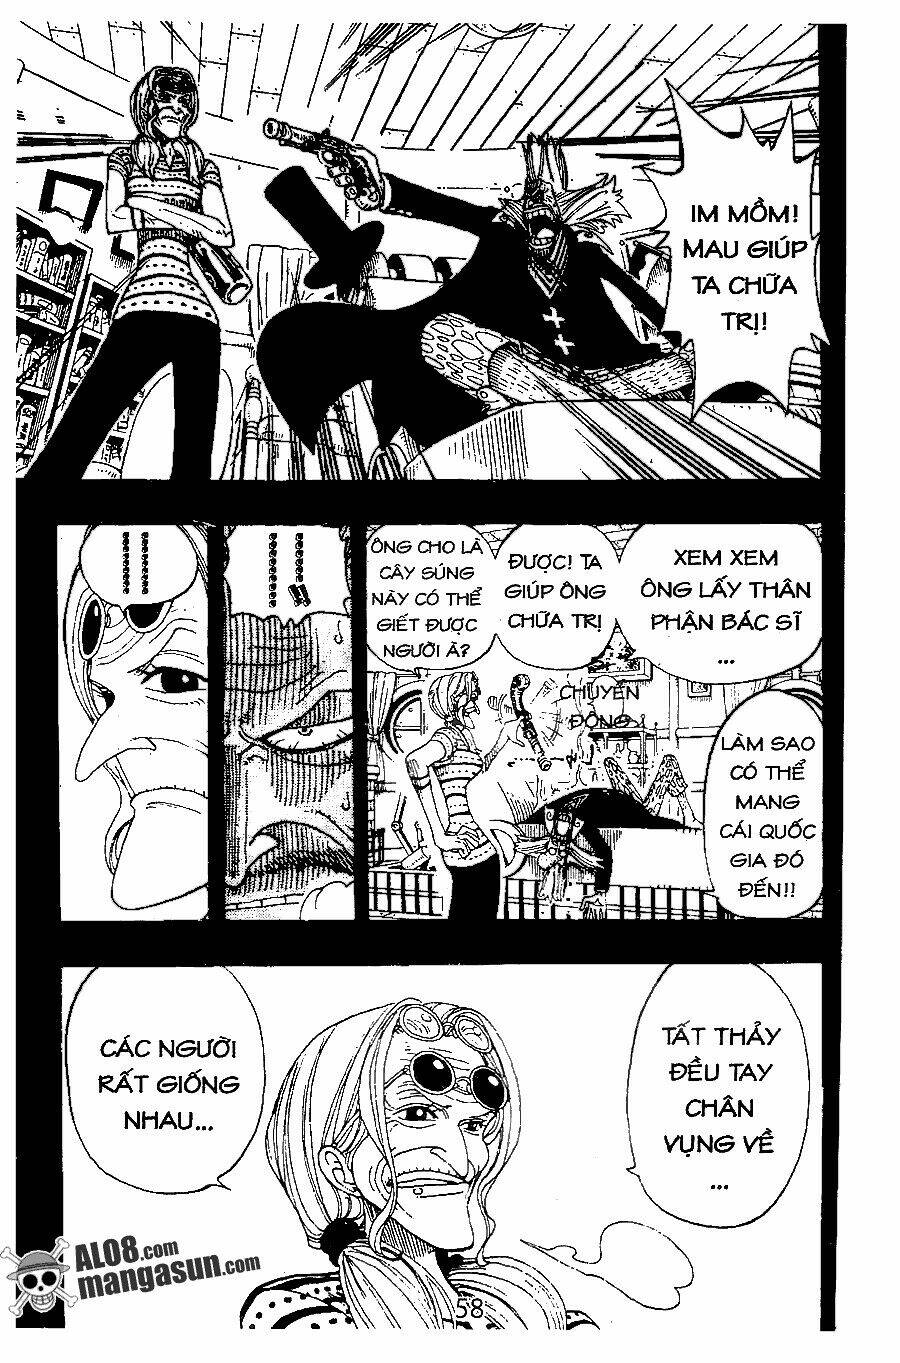 IM MỒM!
MAU GIÚP
TA CHỮA
TRỊ!
XEM XEM
ÔNG LẤY THÂN
PHẬN BÁC SĨ
...
LÀM SAO
CÓ THỂ
MANG
CÁI QUỐC
GIA ĐÓ
ĐẾN!!
ĐƯỢC! TA
GIÚP ÔNG
CHỮA TRỊ
CHUYỂN
ĐỘNG
ÔNG CHO LÀ
CÂY SÚNG
NÀY CÓ THỂ
GIẾT ĐƯỢC
NGƯỜI À?
TẤT THẢY
ĐỀU TAY
CHÂN
VỤNG VỀ
...
CÁC NGƯỜI
RẤT GIỐNG
NHAU...
58
ALO8.com
mangasun.com